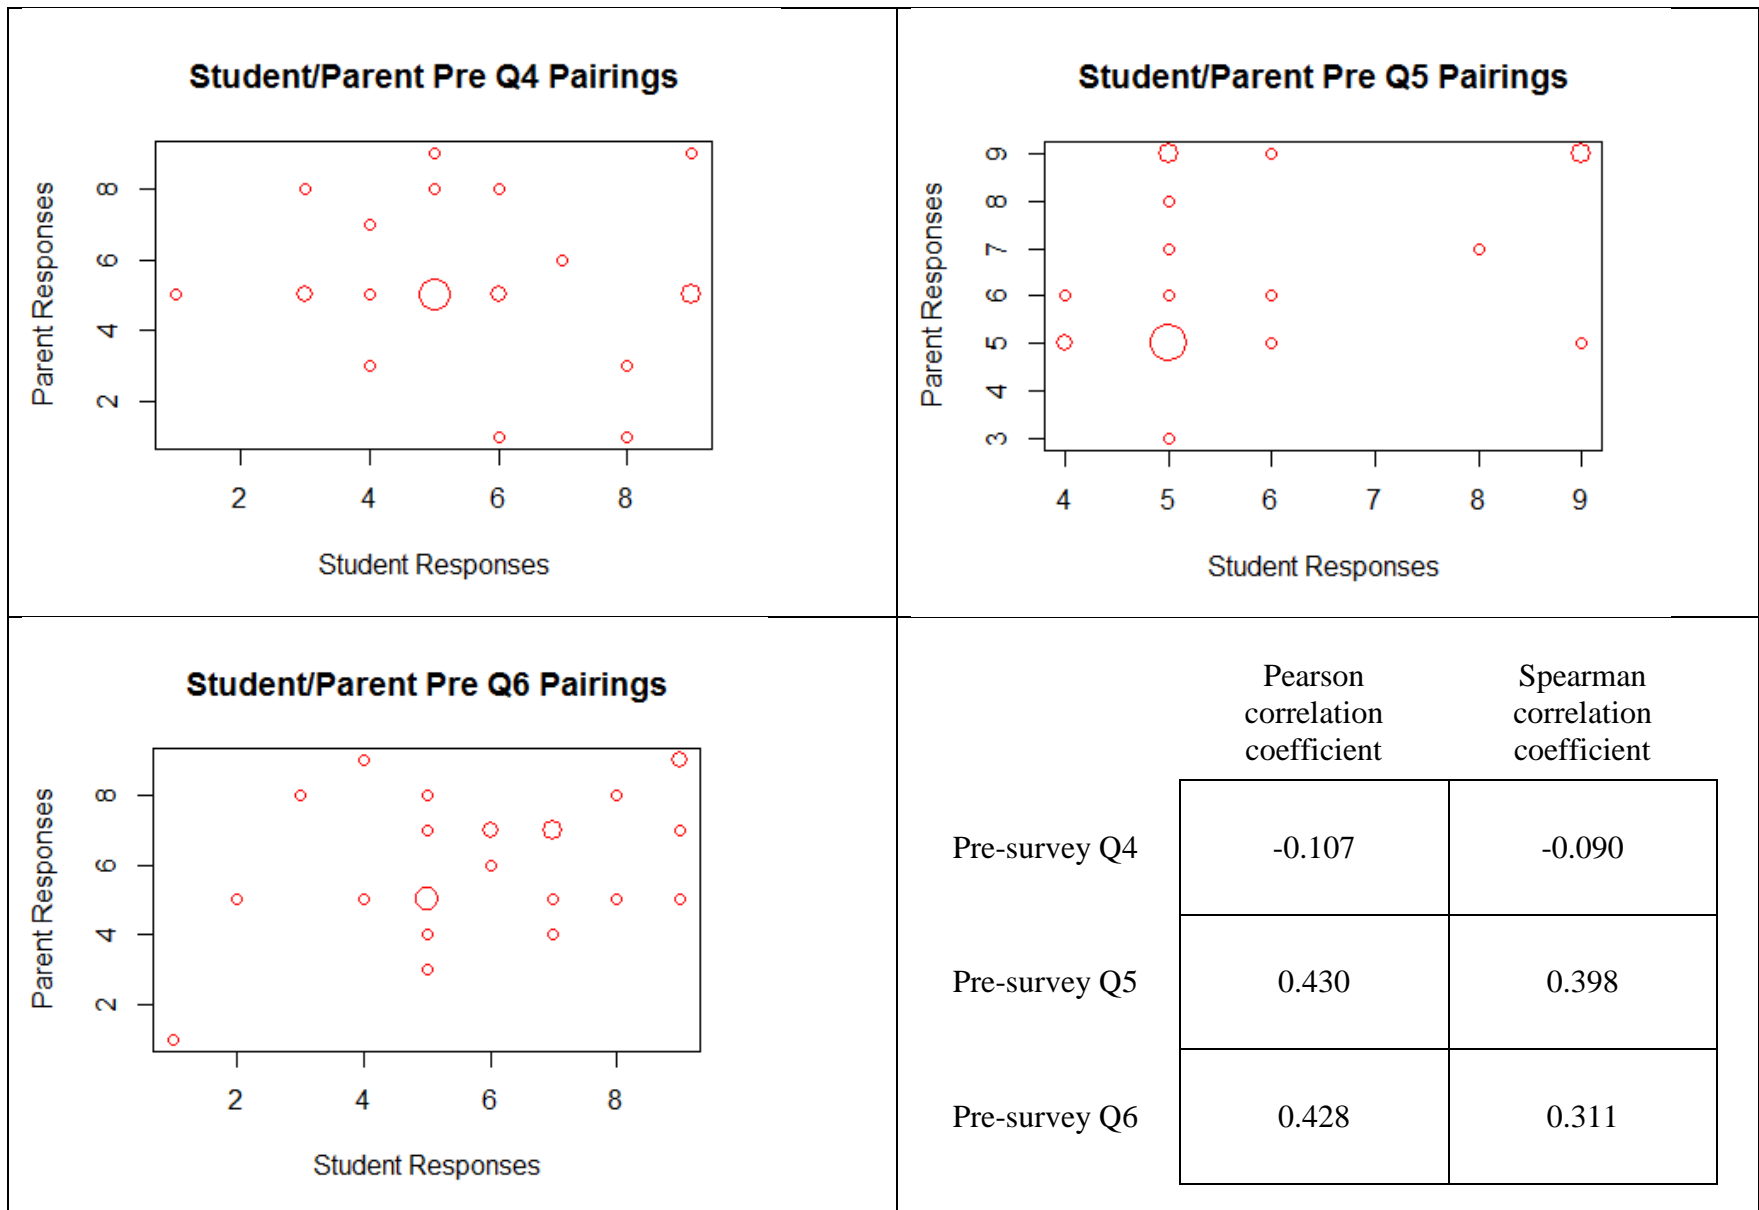 Student/Parent Pre Q4 Pairings
Parent Responses
8
6
4
2
2 4 6 8
Student Responses
Student/Parent Pre Q5 Pairings
Parent Responses
9
8
7
6
5
4
3
4 5 6 7 8 9
Student Responses
Student/Parent Pre Q6 Pairings
Parent Responses
8
6
4
2
2 4 6 8
Student Responses
Pearson correlation coefficient
Spearman correlation coefficient
Pre-survey Q4 -0.107 -0.090
Pre-survey Q5 0.430 0.398
Pre-survey Q6 0.428 0.311